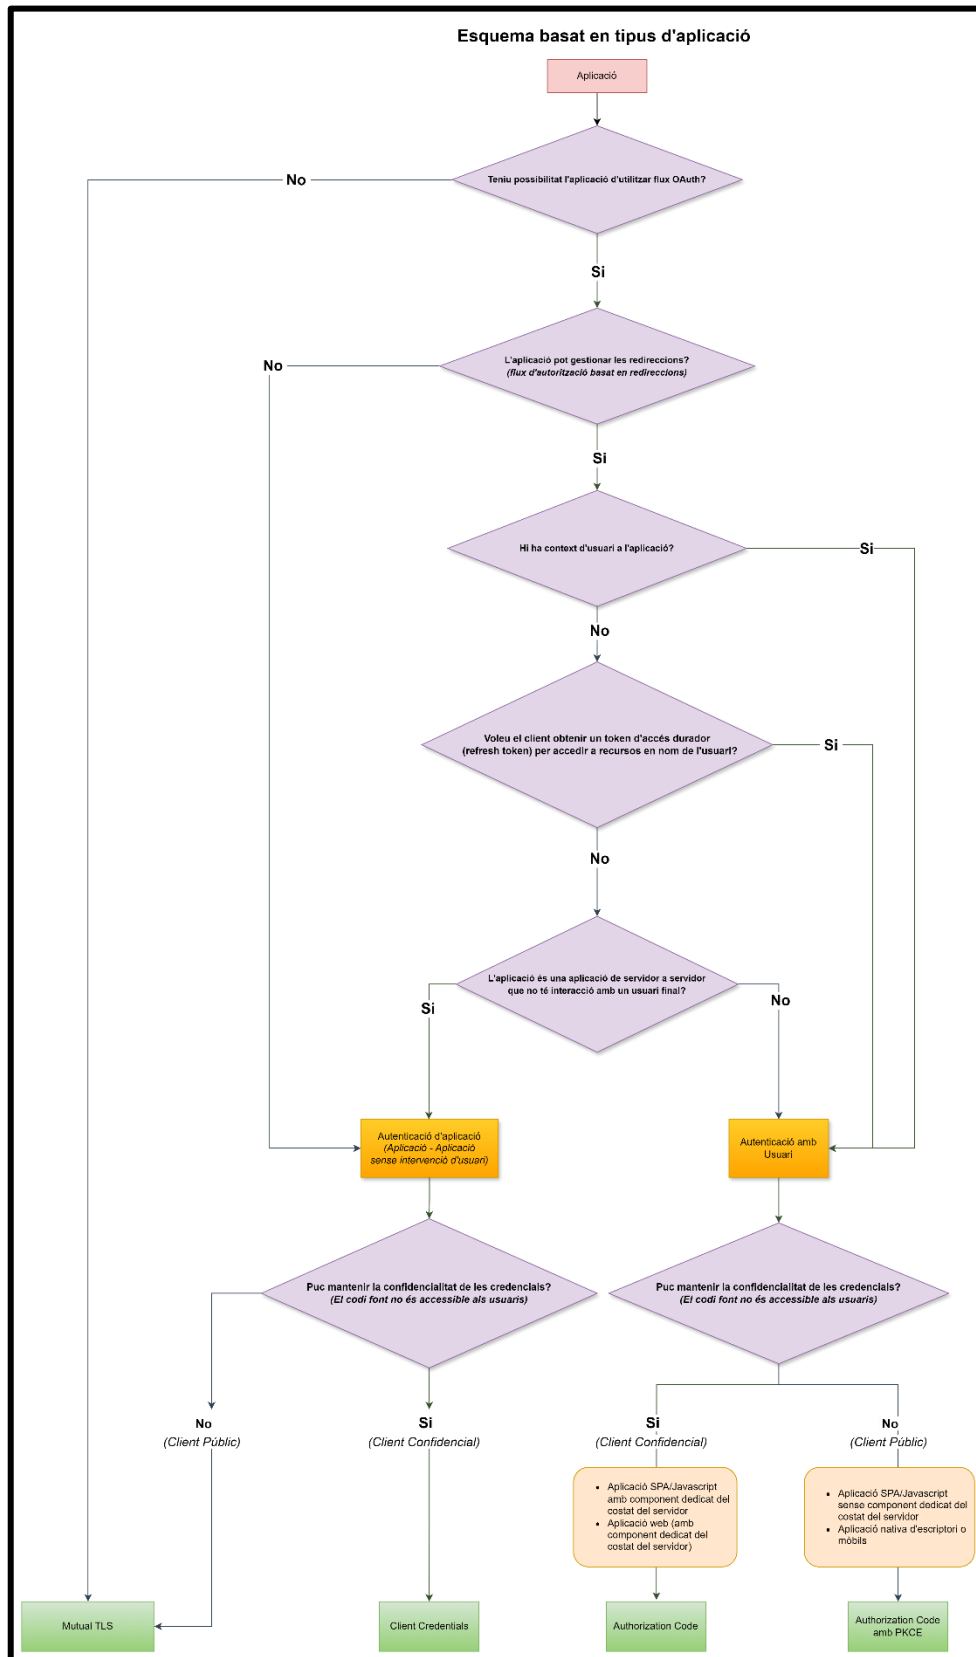 Esquema basat en tipus d'aplicació
Aplicació
Teniu possibilitat l'aplicació d'utilitzar flux OAuth?
No
Si
L'aplicació pot gestionar les redireccions?
(flux d'autorització basat en redireccions)
No
Si
Hi ha context d'usuari a l'aplicació?
Si
No
Voleu el client obtenir un token d'accés durador
(refresh token) per accedir a recursos en nom de l'usuari?
Si
No
L'aplicació és una aplicació de servidor a servidor
que no té interacció amb un usuari final?
Si
No
Autenticació d'aplicació
(Aplicació - Aplicació
sense intervenció d'usuari)
Autenticació amb
Usuari
Puc mantenir la confidencialitat de les credencials?
(El codi font no és accessible als usuaris)
Puc mantenir la confidencialitat de les credencials?
(El codi font no és accessible als usuaris)
No
(Client Públic)
Si
(Client Confidencial)
Si
(Client Confidencial)
No
(Client Públic)
• Aplicació SPA/Javascript
amb component dedicat del
costat del servidor
• Aplicació web (amb
component dedicat del
costat del servidor)
• Aplicació SPA/Javascript
sense component dedicat del
costat del servidor
• Aplicació nativa d'escriptori o
mòbils
Mutual TLS
Client Credentials
Authorization Code
Authorization Code
amb PKCE